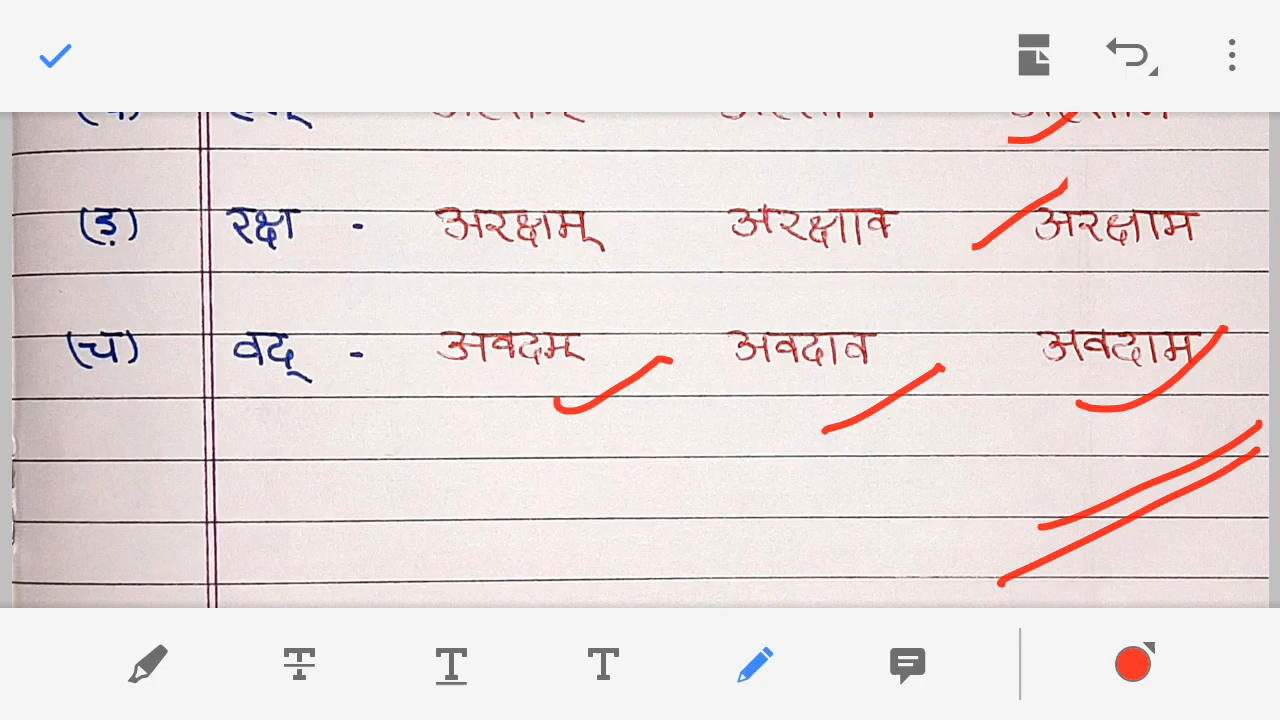 (ड़) रक्ष - अरक्षाम् अरक्षाव अरक्षाम
(च) वद् - अवदम् अवदाव अवदाम